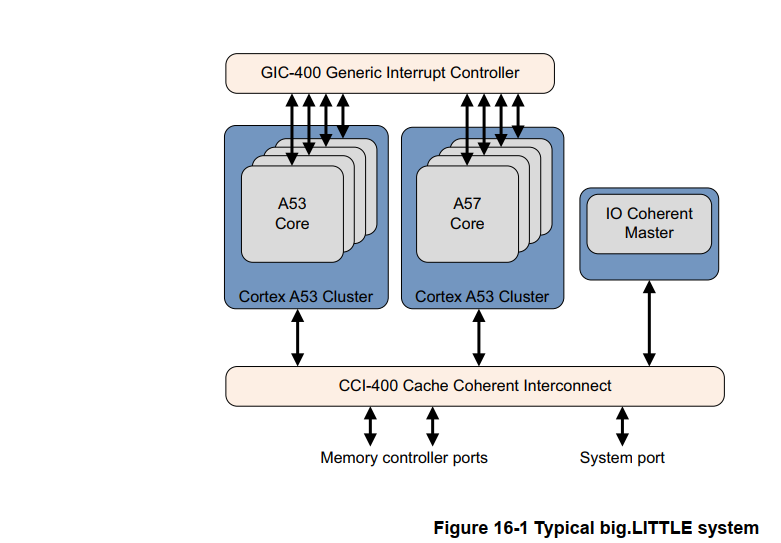 GIC-400 Generic Interrupt Controller
A53
Core
A57
Core
IO Coherent
Master
Cortex A53 Cluster
Cortex A53 Cluster
CCI-400 Cache Coherent Interconnect
Memory controller ports
System port
Figure 16-1 Typical big.LITTLE system